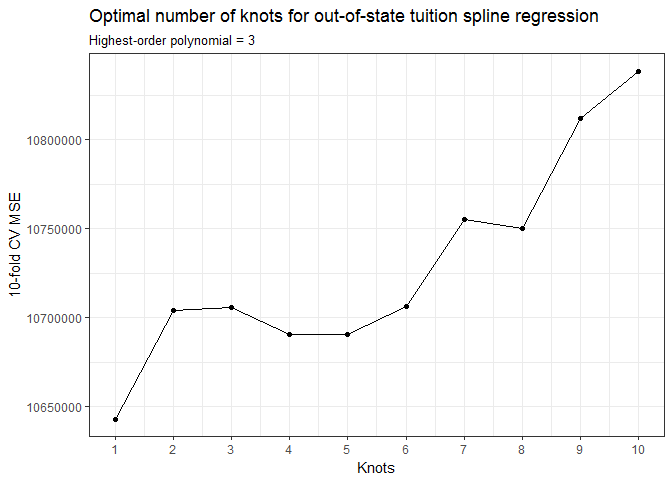 Optimal number of knots for out-of-state tuition spline regression
Highest-order polynomial = 3
10-fold CV MSE
10800000
10750000
10700000
10650000
1 2 3 4 5 6 7 8 9 10
Knots